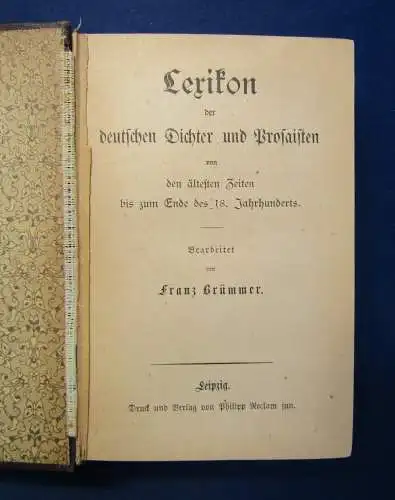 Lexikon
der
deutschen Dichter und Prosaisten
von
den ältesten Zeiten
bis zum Ende des 18. Jahrhunderts.
Bearbeitet
von
Franz Brümmer.
Leipzig.
Druck und Verlag von Philipp Reclam jun.